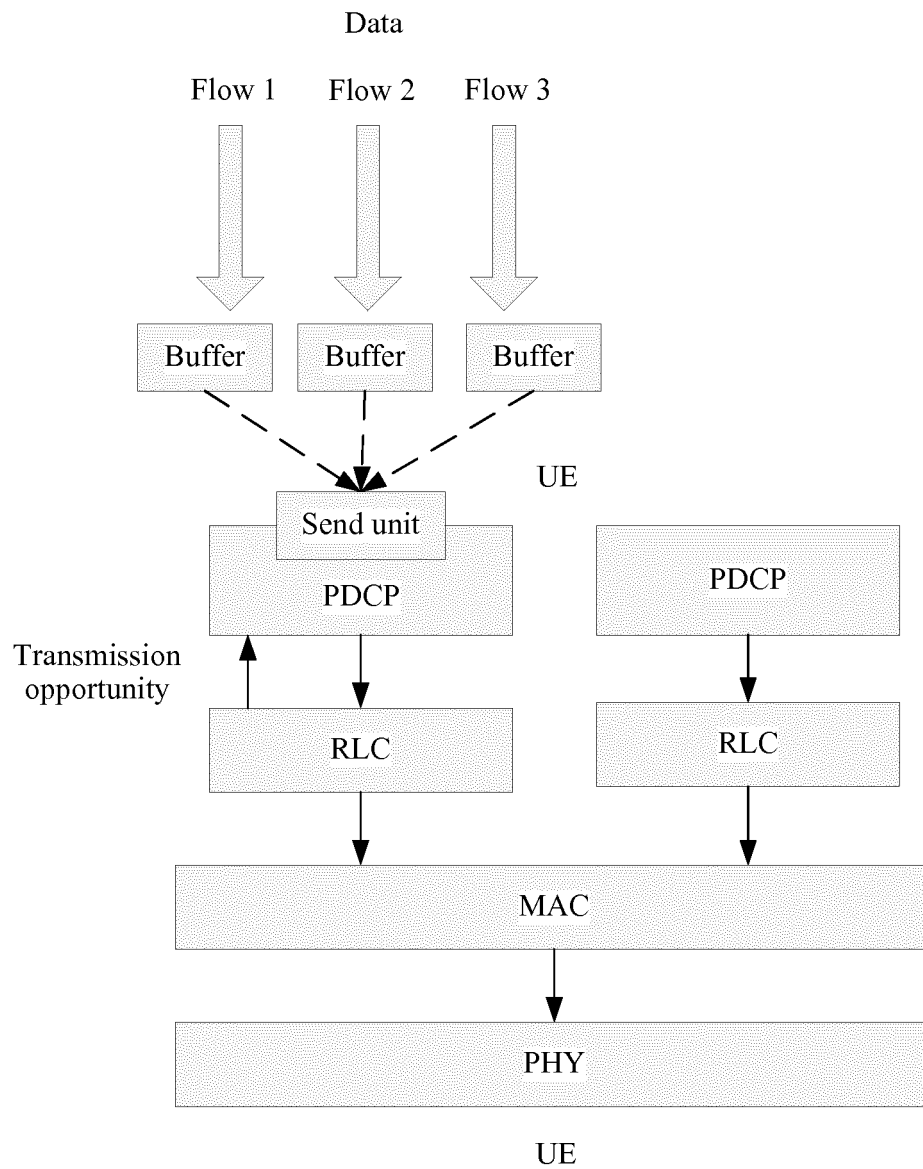 Data
Flow 1
Flow 2
Flow 3
Buffer
Buffer
Buffer
UE
Send unit
PDCP
PDCP
Transmission
opportunity
RLC
RLC
MAC
PHY
UE